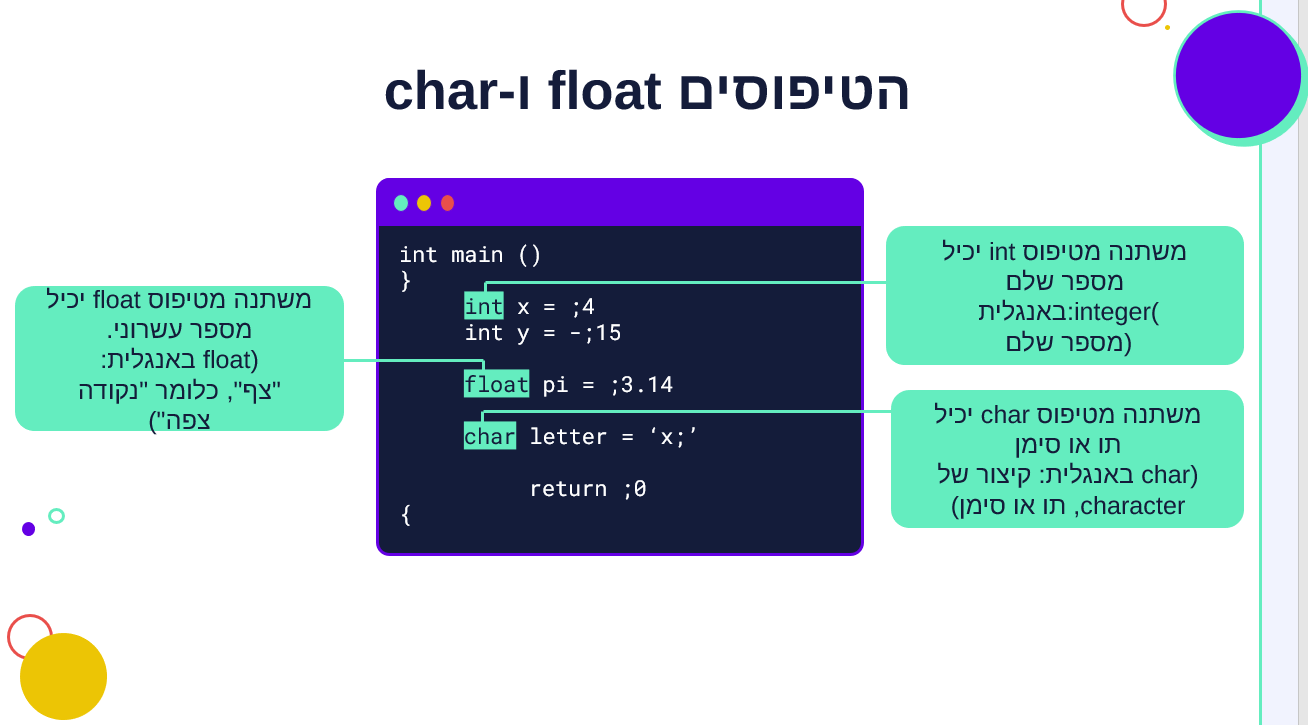 הטיפוסים float ו-char
int main ()
}
int x = ;4
int y = -;15
float pi = ;3.14
char letter = ‘x;’
return ;0
{
משתנה מטיפוס int יכיל
מספר שלם
)integer:באנגלית
מספר שלם)
משתנה מטיפוס float יכיל
מספר עשרוני.
(float באנגלית:
"צף", כלומר "נקודה
צפה")
משתנה מטיפוס char יכיל
תו או סימן
(char באנגלית: קיצור של
character, תו או סימן)